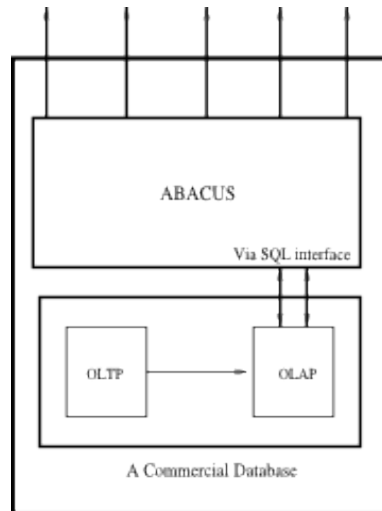 ABACUS
Via SQL interface
OLTP
OLAP
A Commercial Database